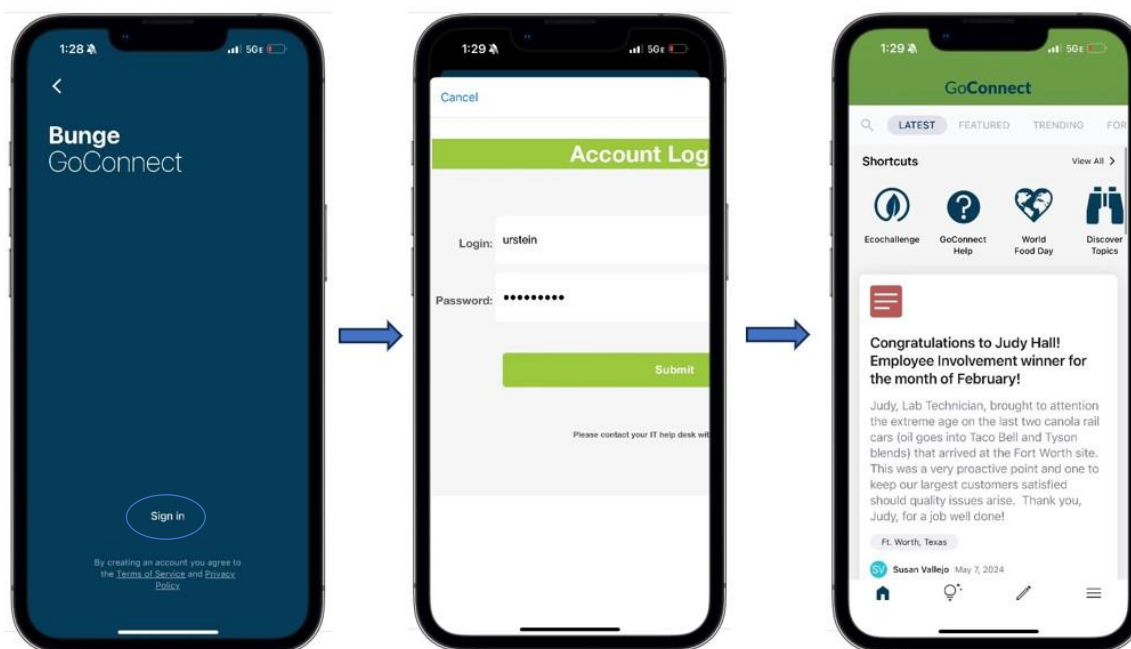 1:28
5GE
Bunge
GoConnect
Sign in
By creating an account you agree to
the Terms of Service and Privacy
Policy
1:29
5GE
Cancel
Account Log
Login:
urstein
Password:
•••••••••
Submit
Please contact your IT help desk wit
1:29
5GE
GoConnect
LATEST
FEATURED
TRENDING
FOR
Shortcuts
View All >
Ecochallenge
GoConnect
Help
World
Food Day
Discover
Topics
Congratulations to Judy Hall!
Employee Involvement winner for
the month of February!
Judy, Lab Technician, brought to attention
the extreme age on the last two canola rail
cars (oil goes into Taco Bell and Tyson
blends) that arrived at the Fort Worth site.
This was a very proactive point and one to
keep our largest customers satisfied
should quality issues arise.  Thank you,
Judy, for a job well done!
Ft. Worth, Texas
SV
Susan Vallejo May 7, 2024